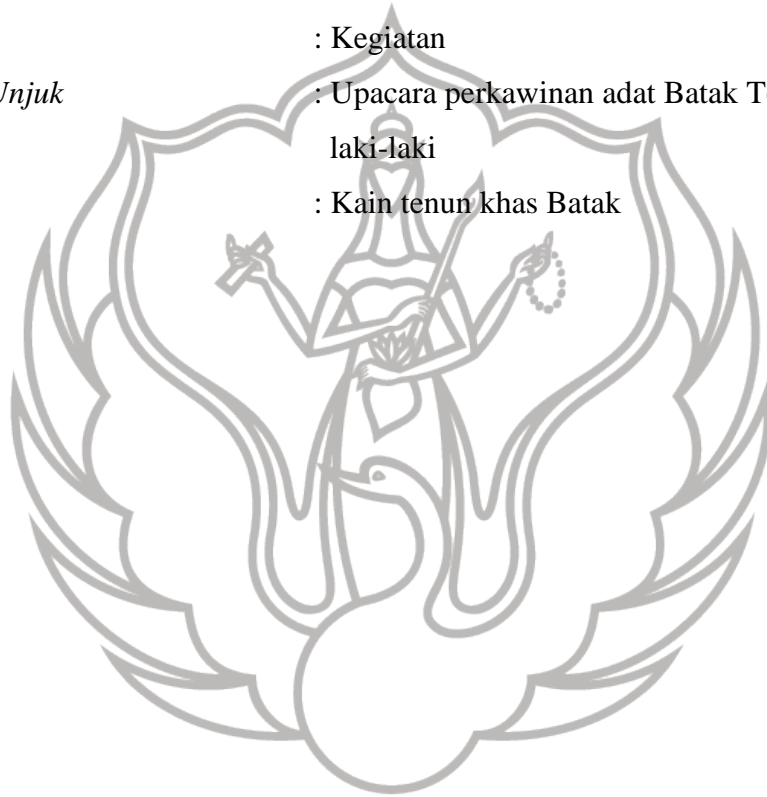 : Kegiatan
Unjuk : Upacara perkawinan adat Batak
laki-laki
: Kain tenun khas Batak